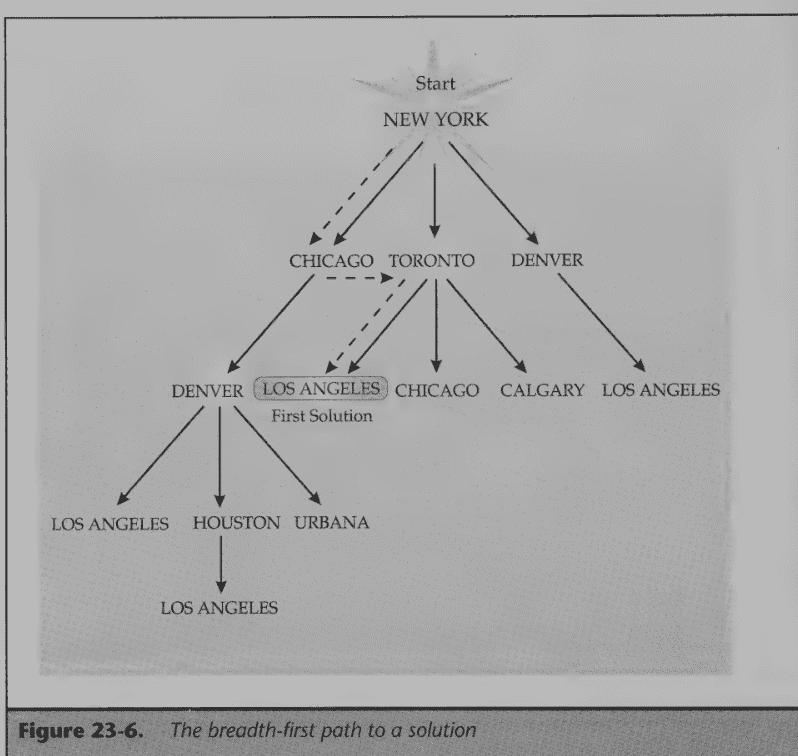 Start
NEW YORK
CHICAGO TORONTO DENVER
DENVER LOS ANGELES CHICAGO CALGARY LOS ANGELES
First Solution
LOS ANGELES HOUSTON URBANA
LOS ANGELES
Figure 23-6. The breadth-first path to a solution